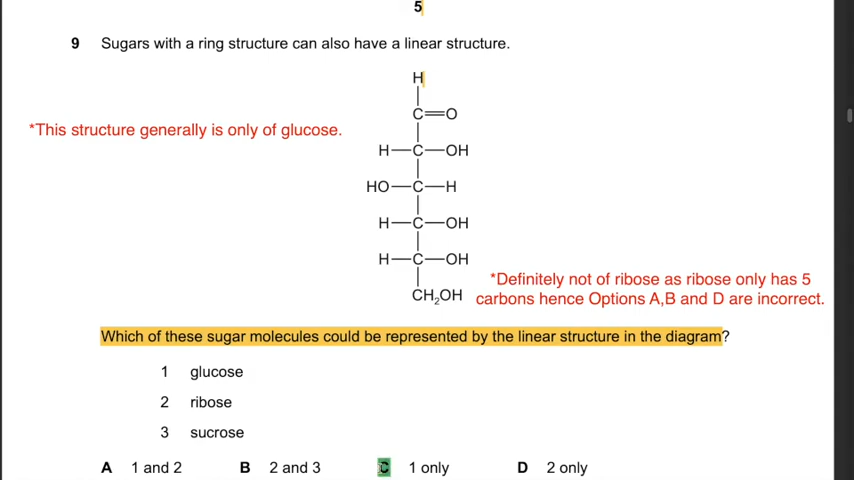 5
9 Sugars with a ring structure can also have a linear structure.
H
C=O
*This structure generally is only of glucose.
H—C—OH
HO—C—H
H—C—OH
H—C—OH
*Definitely not of ribose as ribose only has 5
CH₂OH carbons hence Options A,B and D are incorrect.
Which of these sugar molecules could be represented by the linear structure in the diagram?
1 glucose
2 ribose
3 sucrose
A 1 and 2 B 2 and 3 C 1 only D 2 only